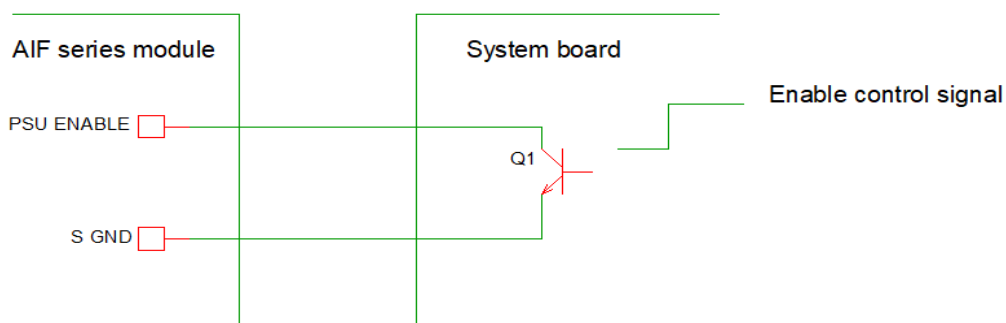 AIF series module
System board
Enable control signal
PSU ENABLE
Q1
S GND